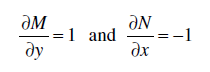 ∂M/∂y = 1 and ∂N/∂x = −1